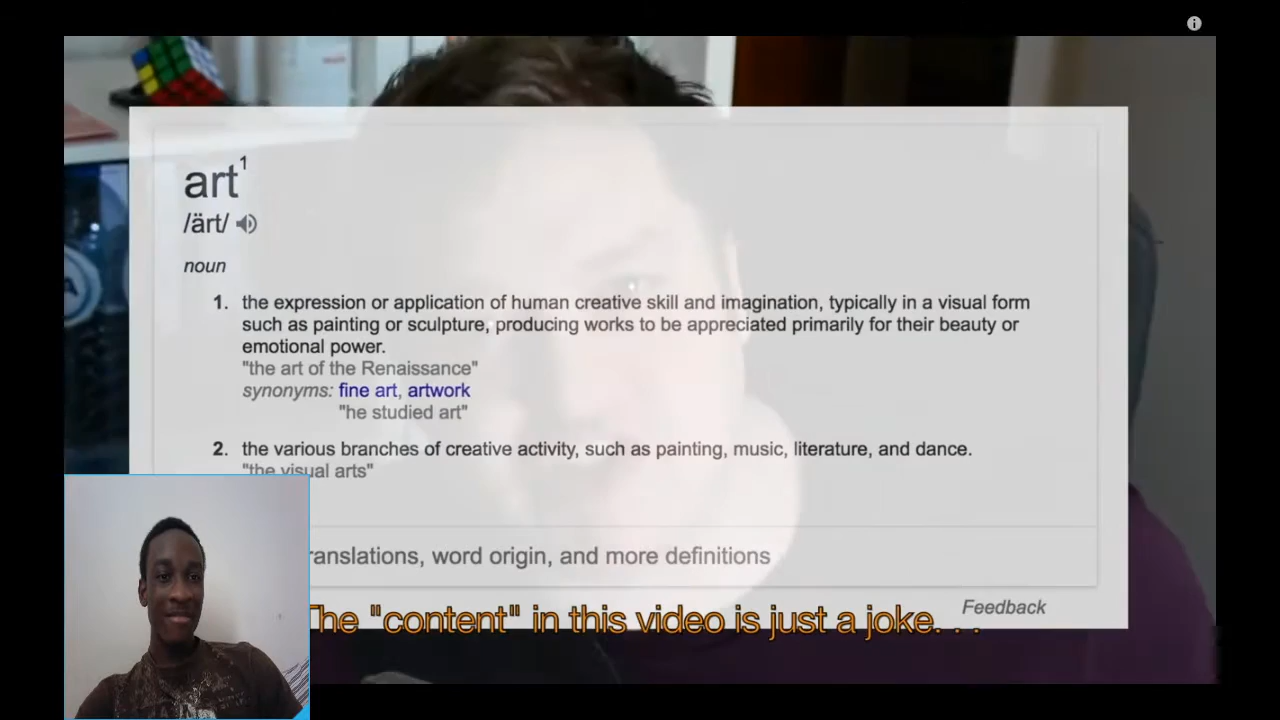 art¹
/ärt/
noun
1. the expression or application of human creative skill and imagination, typically in a visual form
such as painting or sculpture, producing works to be appreciated primarily for their beauty or
emotional power.
"the art of the Renaissance"
synonyms: fine art, artwork
"he studied art"
2. the various branches of creative activity, such as painting, music, literature, and dance.
"the visual arts"
ranslations, word origin, and more definitions
Feedback
The "content" in this video is just a joke. . .